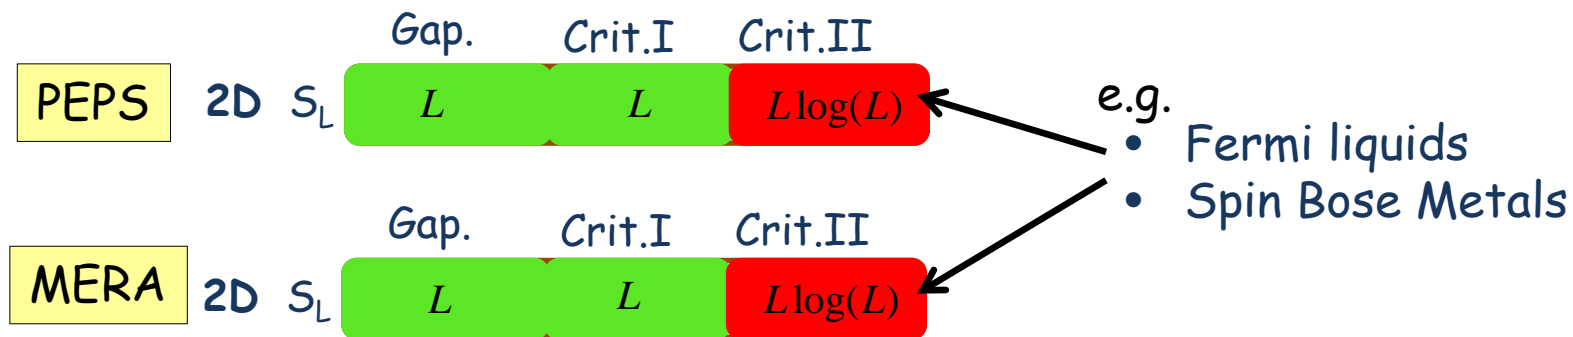 Gap. Crit.I Crit.II
PEPS 2D S_L L L L log(L)
e.g.
• Fermi liquids
• Spin Bose Metals
Gap. Crit.I Crit.II
MERA 2D S_L L L L log(L)